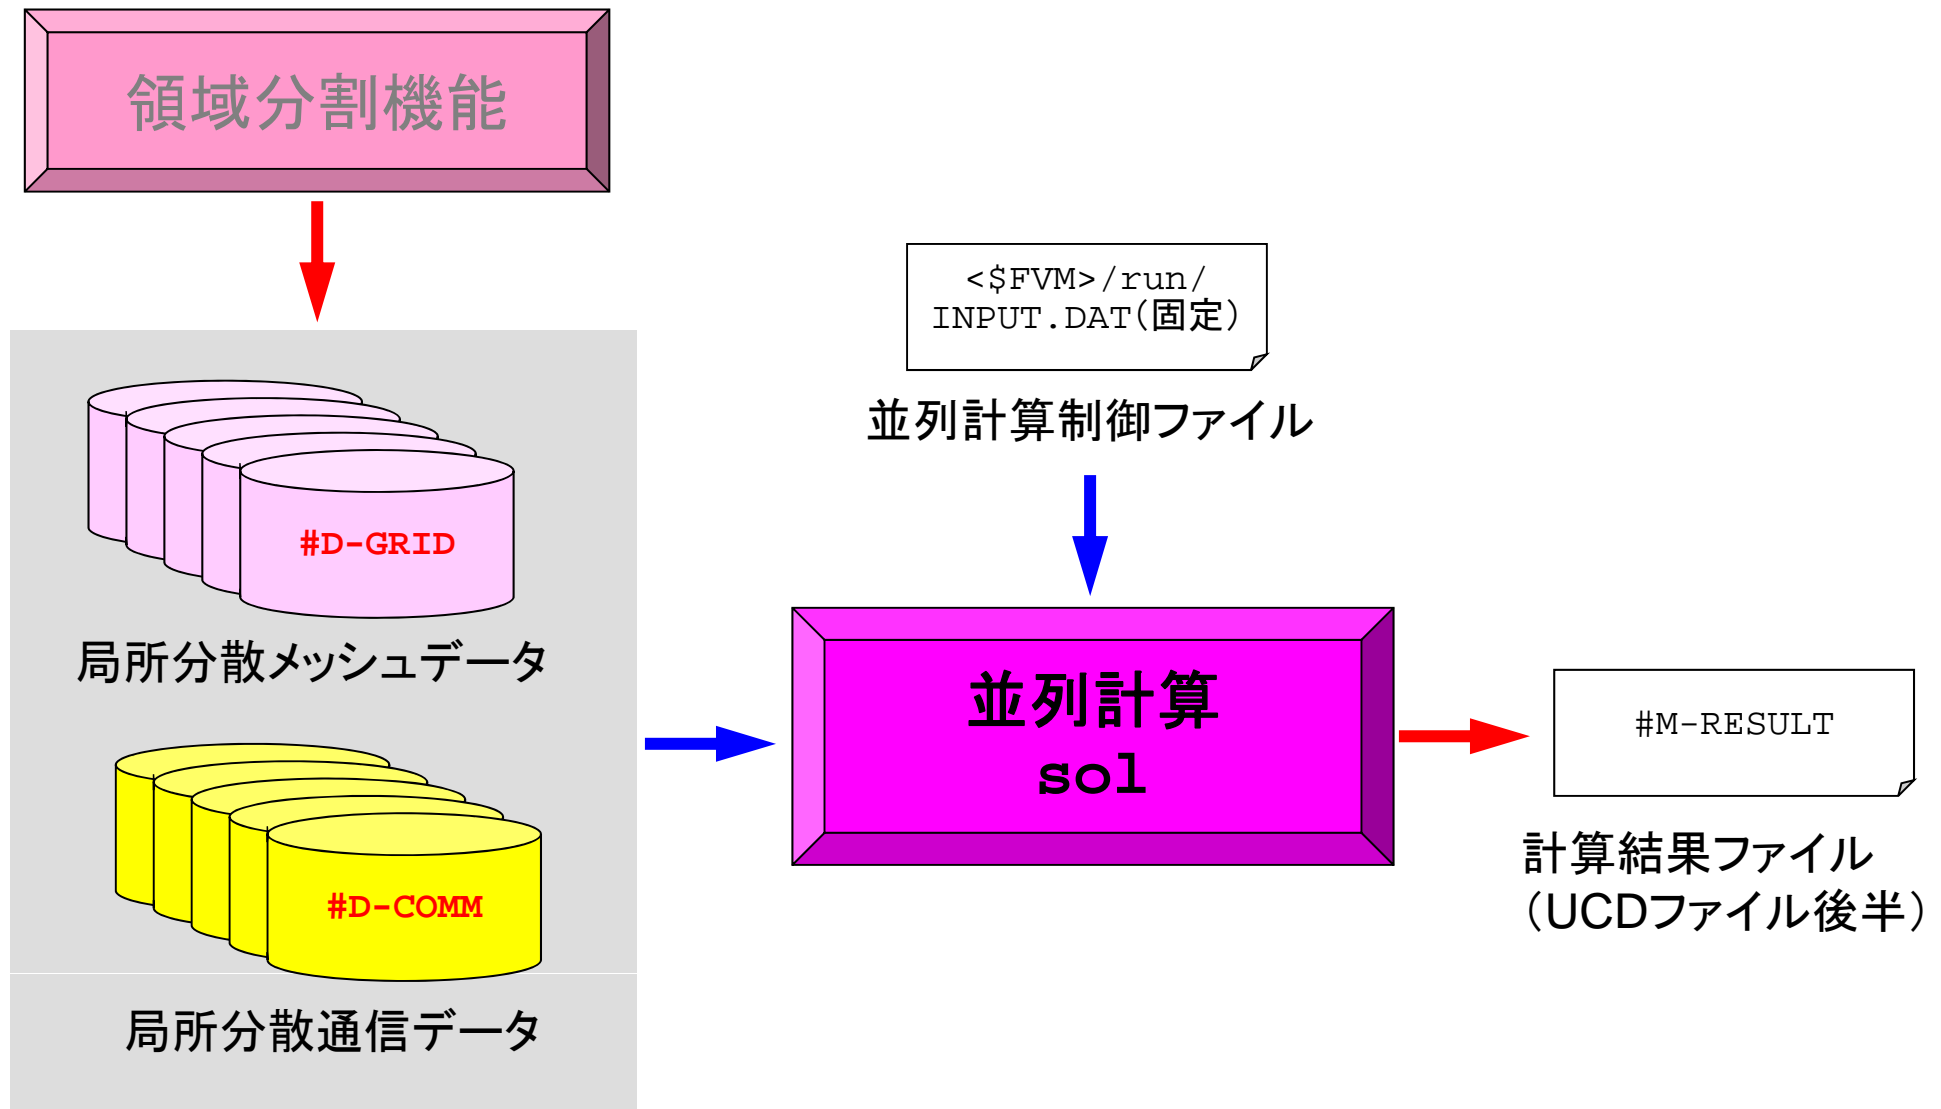 領域分割機能
<$FVM>/run/
INPUT.DAT(固定)
並列計算制御ファイル
#D-GRID
局所分散メッシュデータ
#D-COMM
局所分散通信データ
並列計算
sol
#M-RESULT
計算結果ファイル
(UCDファイル後半)